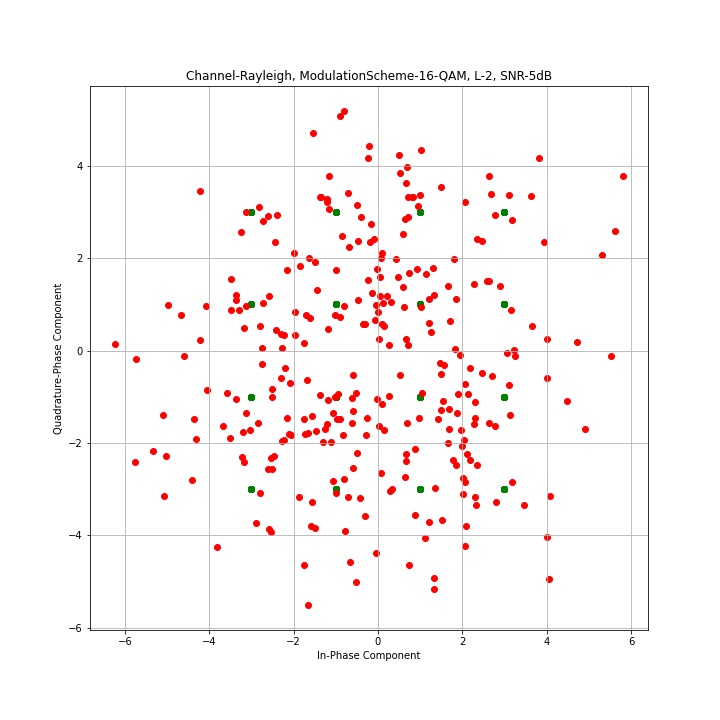 Channel-Rayleigh, ModulationScheme-16-QAM, L-2, SNR-5dB
4
2
0
−2
−4
−6
Quadrature-Phase Component
−6 −4 −2 0 2 4 6
In-Phase Component